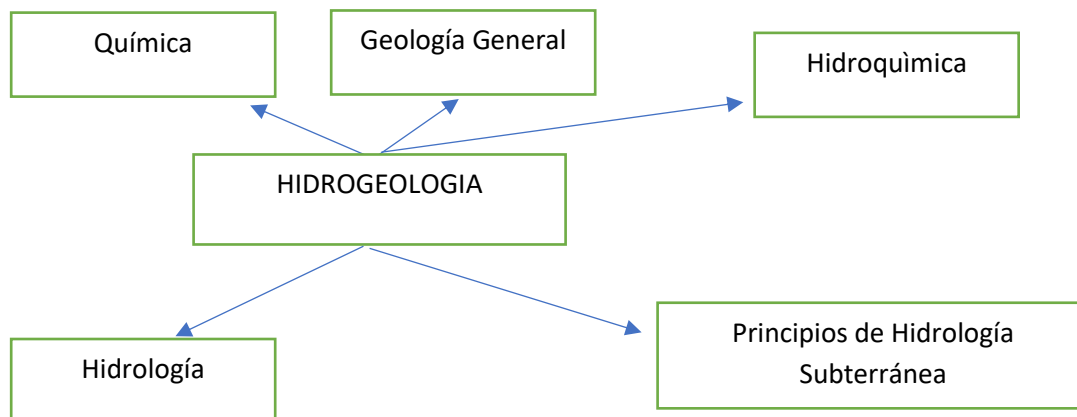 Química
Geología General
Hidroquìmica
HIDROGEOLOGIA
Hidrología
Principios de Hidrología
Subterránea